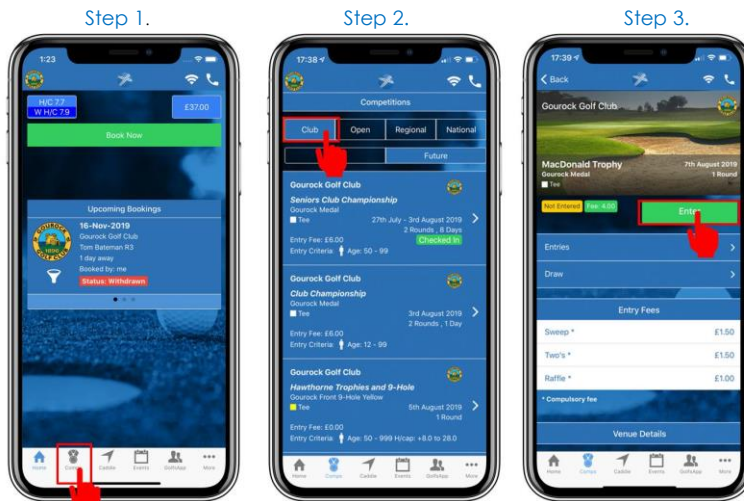 Step 1.
Step 2.
Step 3.
1:23
H/C 7.7
W H/C 7.9
£37.00
Book Now
Upcoming Bookings
16-Nov-2019
Gourock Golf Club
Tom Bateman R3
1 day away
Booked by: me
Status: Withdrawn
GOUROCK
1896
GOLF CLUB
Home
Comps
Caddie
Events
GolfsApp
More
17:38
Competitions
Club
Open
Regional
National
Future
Gourock Golf Club
Seniors Club Championship
Gourock Medal
Tee
27th July - 3rd August 2019
2 Rounds , 8 Days
Entry Fee: £6.00
Checked In
Entry Criteria: Age: 50 - 99
Gourock Golf Club
Club Championship
Gourock Medal
Tee
3rd August 2019
2 Rounds , 1 Day
Entry Fee: £6.00
Entry Criteria: Age: 12 - 99
Gourock Golf Club
Hawthorne Trophies and 9-Hole
Gourock Front 9-Hole Yellow
Tee
5th August 2019
1 Round
Entry Fee: £0.00
Entry Criteria: Age: 50 - 999 H/cap: +8.0 to 28.0
Home
Comps
Caddie
Events
GolfsApp
More
17:39
Back
Gourock Golf Club
MacDonald Trophy
7th August 2019
Gourock Medal
1 Round
Tee
Not Entered
Fee: 4.00
Enter
Entries
Draw
Entry Fees
Sweep *
£1.50
Two's *
£1.50
Raffle *
£1.00
* Compulsory fee
Venue Details
Home
Comps
Caddie
Events
GolfsApp
More